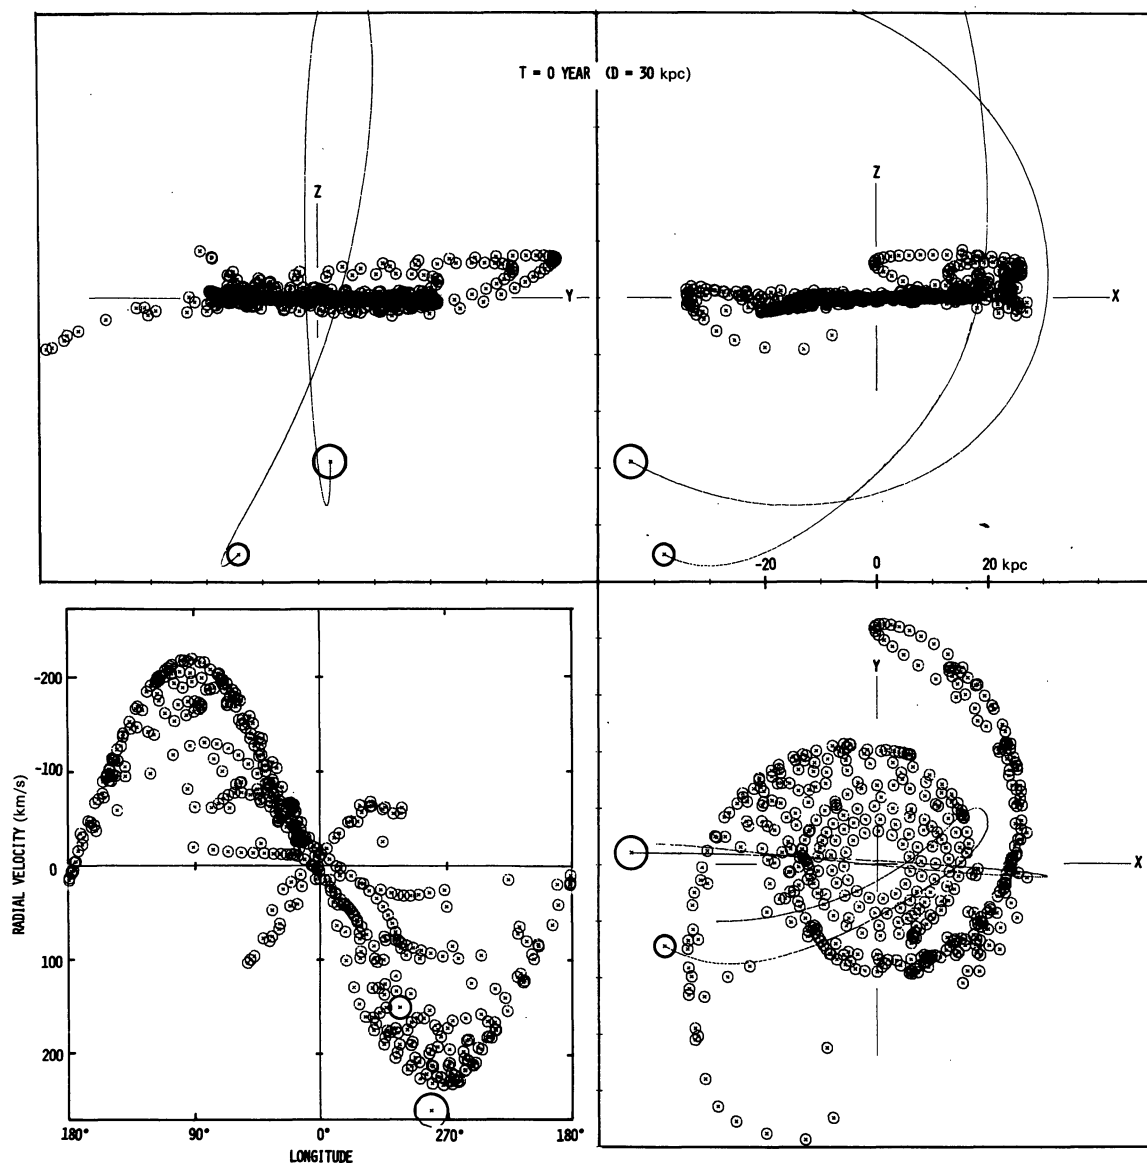 T = 0 YEAR (D = 30 kpc)
Z
Y
Z
X
-20 0 20 kpc
-200
-100
0
100
200
RADIAL VELOCITY (km/s)
180° 90° 0° 270° 180°
LONGITUDE
Y
X